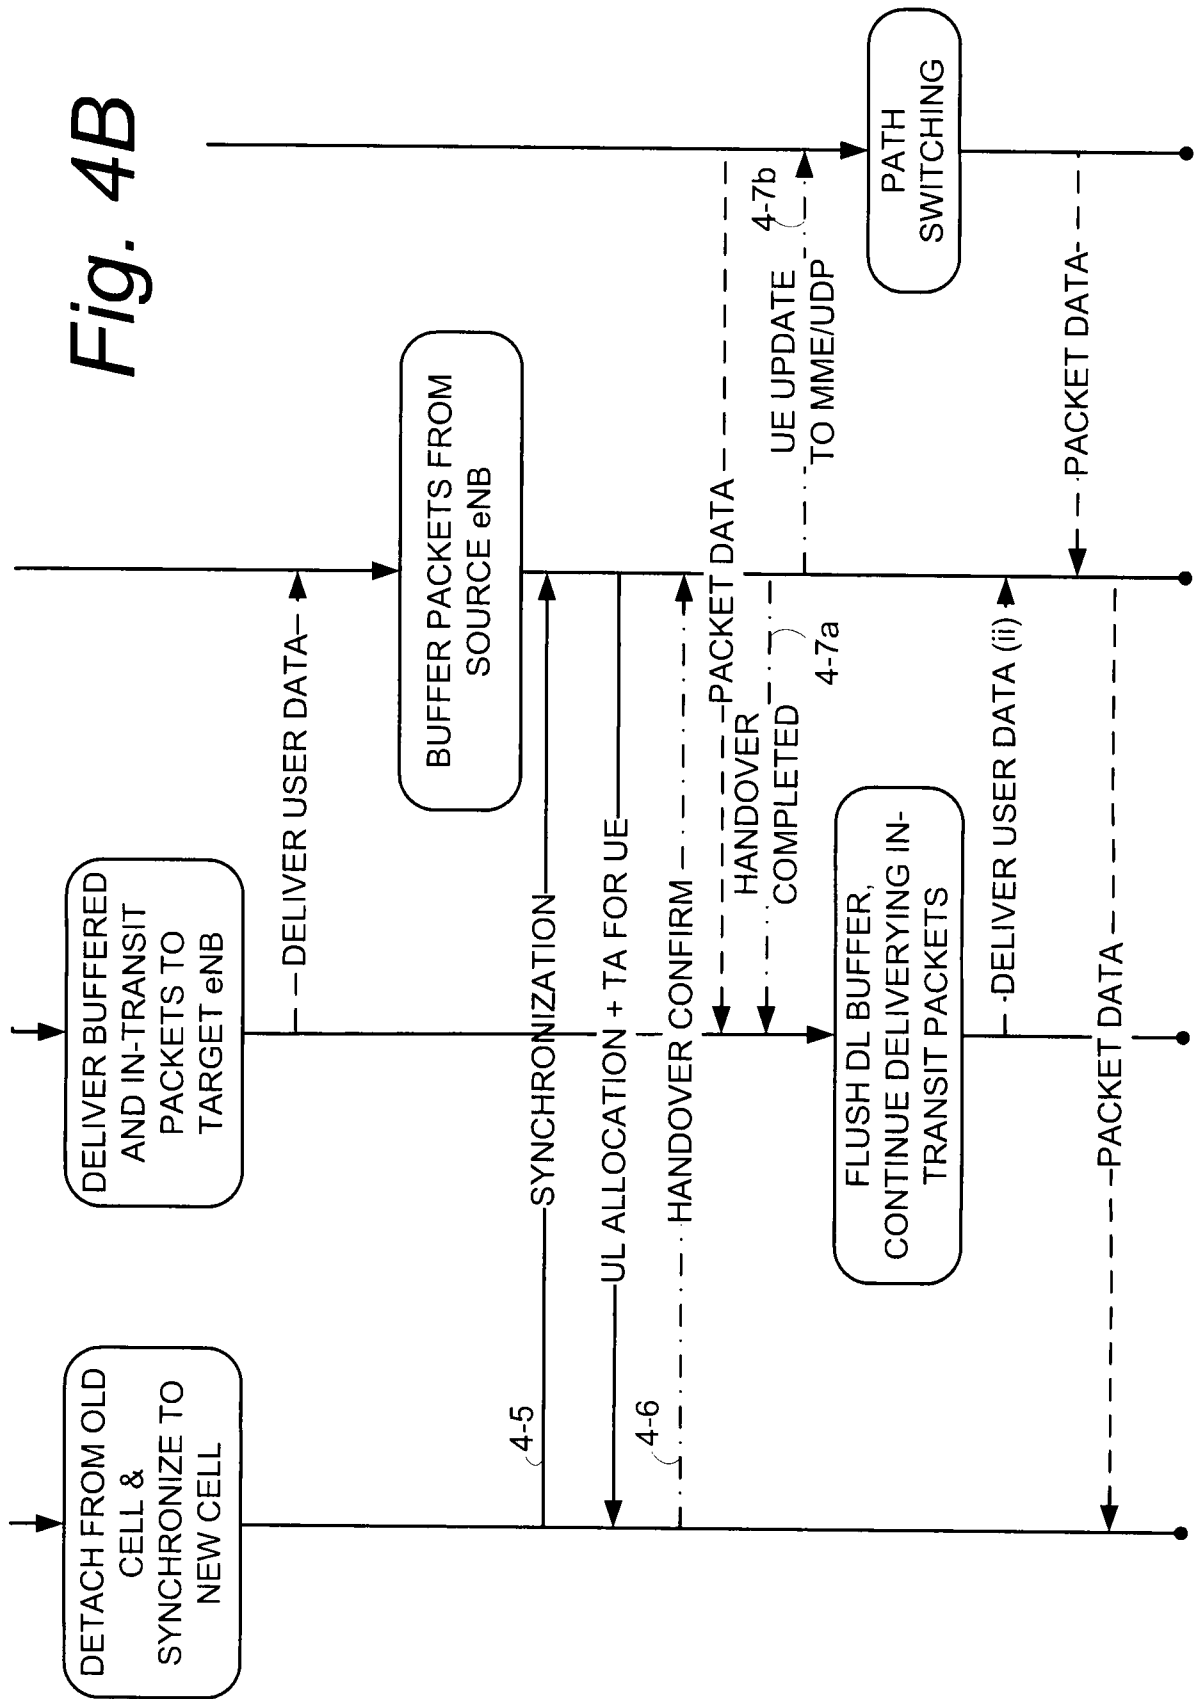 Fig. 4B
DETACH FROM OLD
CELL &
SYNCHRONIZE TO
NEW CELL
DELIVER BUFFERED
AND IN-TRANSIT
PACKETS TO
TARGET eNB
DELIVER USER DATA
BUFFER PACKETS FROM
SOURCE eNB
4-5
SYNCHRONIZATION
UL ALLOCATION + TA FOR UE
4-6
HANDOVER CONFIRM
PACKET DATA
HANDOVER
COMPLETED
4-7a
UE UPDATE
TO MME/UDP
4-7b
FLUSH DL BUFFER,
CONTINUE DELIVERYING IN-
TRANSIT PACKETS
PATH
SWITCHING
DELIVER USER DATA (ii)
PACKET DATA
PACKET DATA